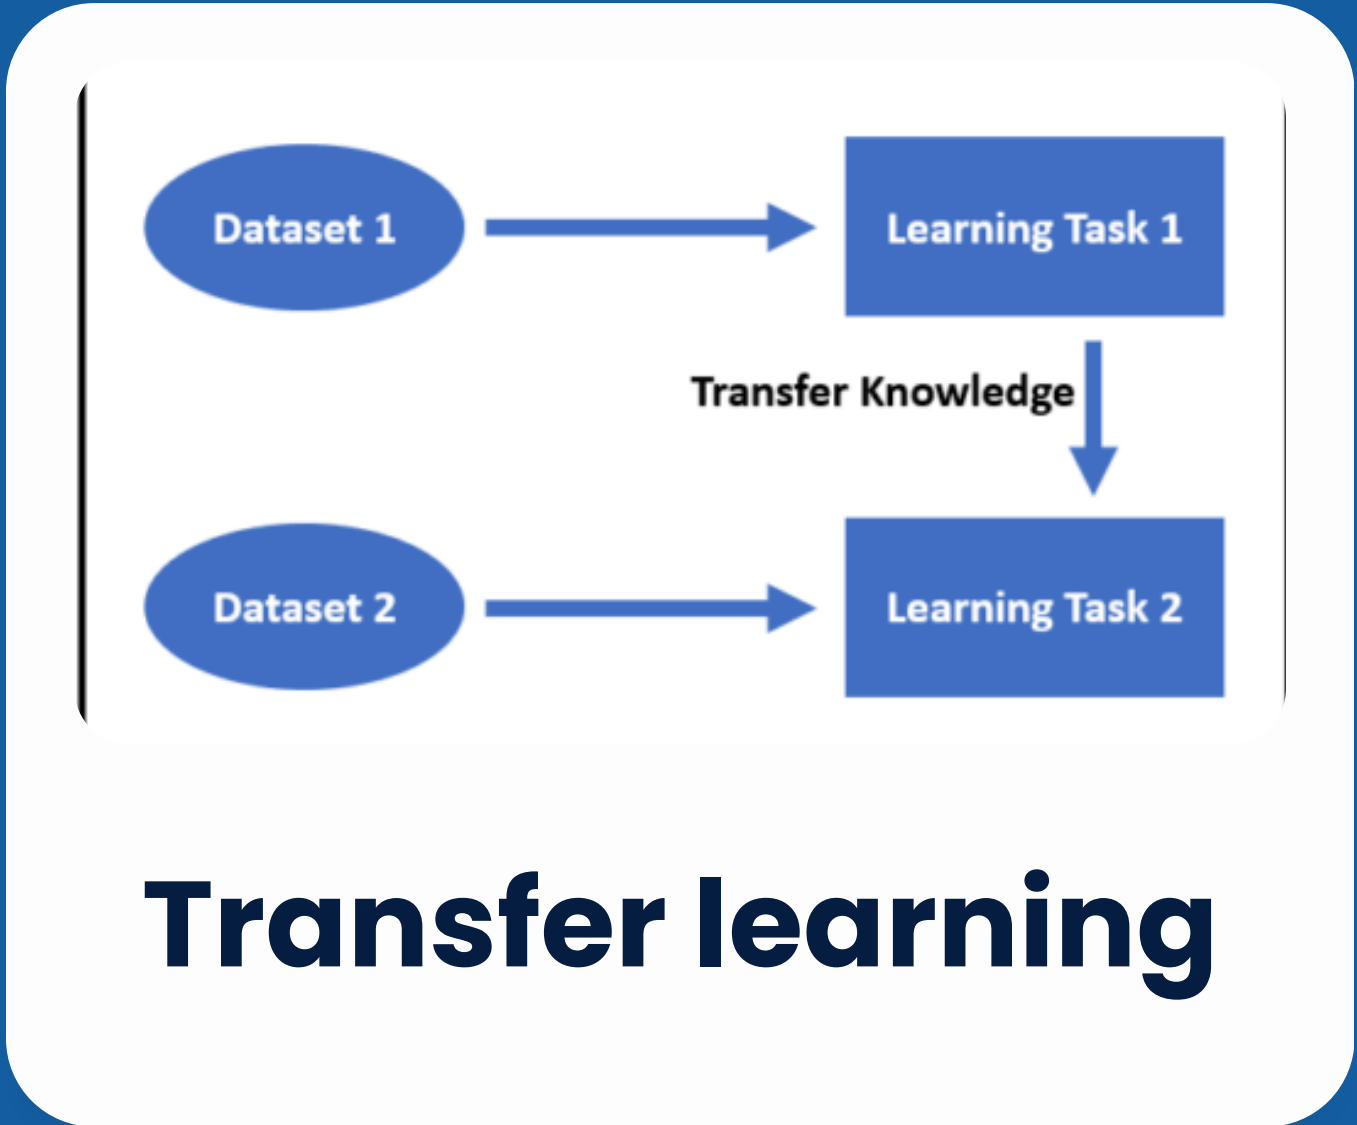 Dataset 1
Learning Task 1
Transfer Knowledge
Dataset 2
Learning Task 2
Transfer learning